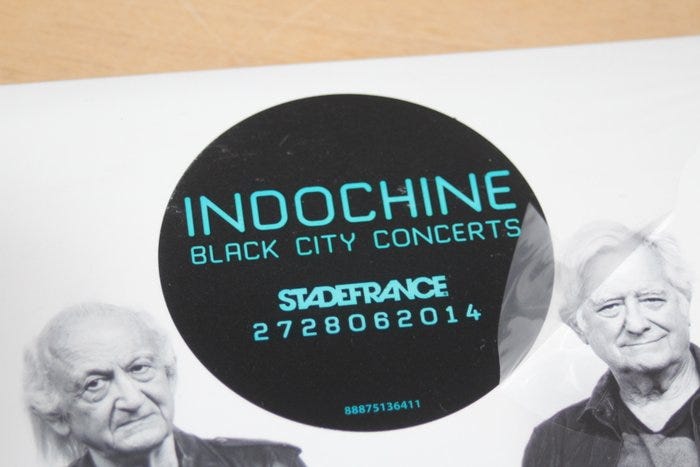 INDOCHINE
BLACK CITY CONCERTS
STADEFRANCE
2728062014
88875136411